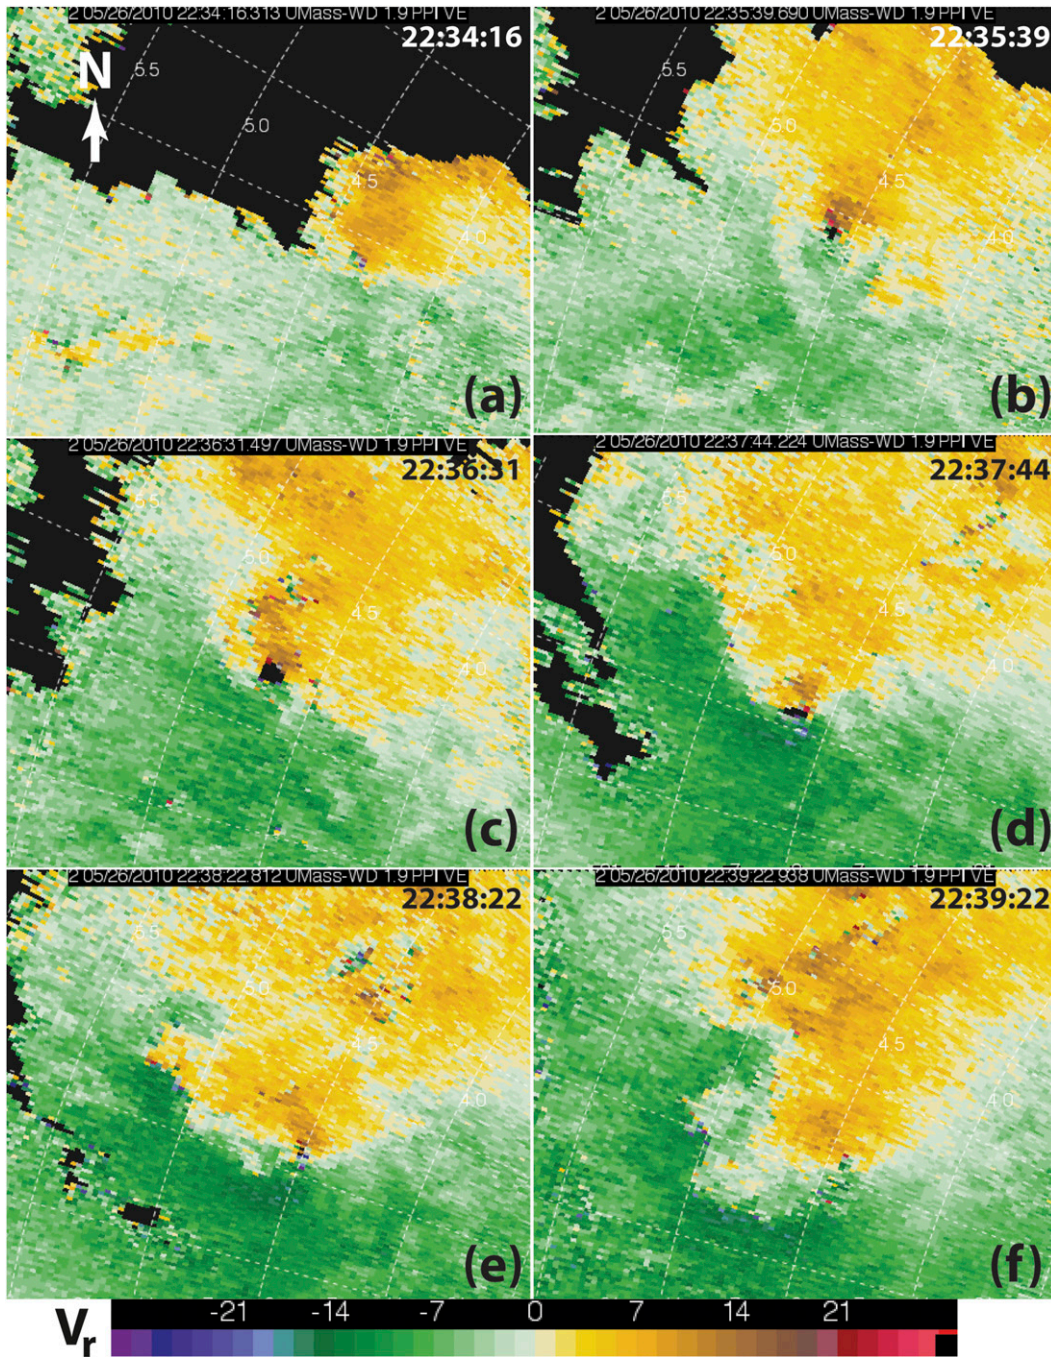 2 05/26/2010 22:34:16.313 UMass-WD 1.9 PPI VE
22:34:16
N
5.5
5.0
4.5
4.0
(a)
2 05/26/2010 22:35:39.690 UMass-WD 1.9 PPI VE
22:35:39
5.5
5.0
4.5
4.0
(b)
2 05/26/2010 22:36:31.497 UMass-WD 1.9 PPI VE
22:36:31
5.5
5.0
4.5
4.0
(c)
2 05/26/2010 22:37:44.224 UMass-WD 1.9 PPI VE
22:37:44
5.5
5.0
4.5
4.0
(d)
2 05/26/2010 22:38:22.812 UMass-WD 1.9 PPI VE
22:38:22
5.5
5.0
4.5
4.0
(e)
2 05/26/2010 22:39:22.938 UMass-WD 1.9 PPI VE
22:39:22
5.5
5.0
4.5
4.0
(f)
Vr -21 -14 -7 0 7 14 21